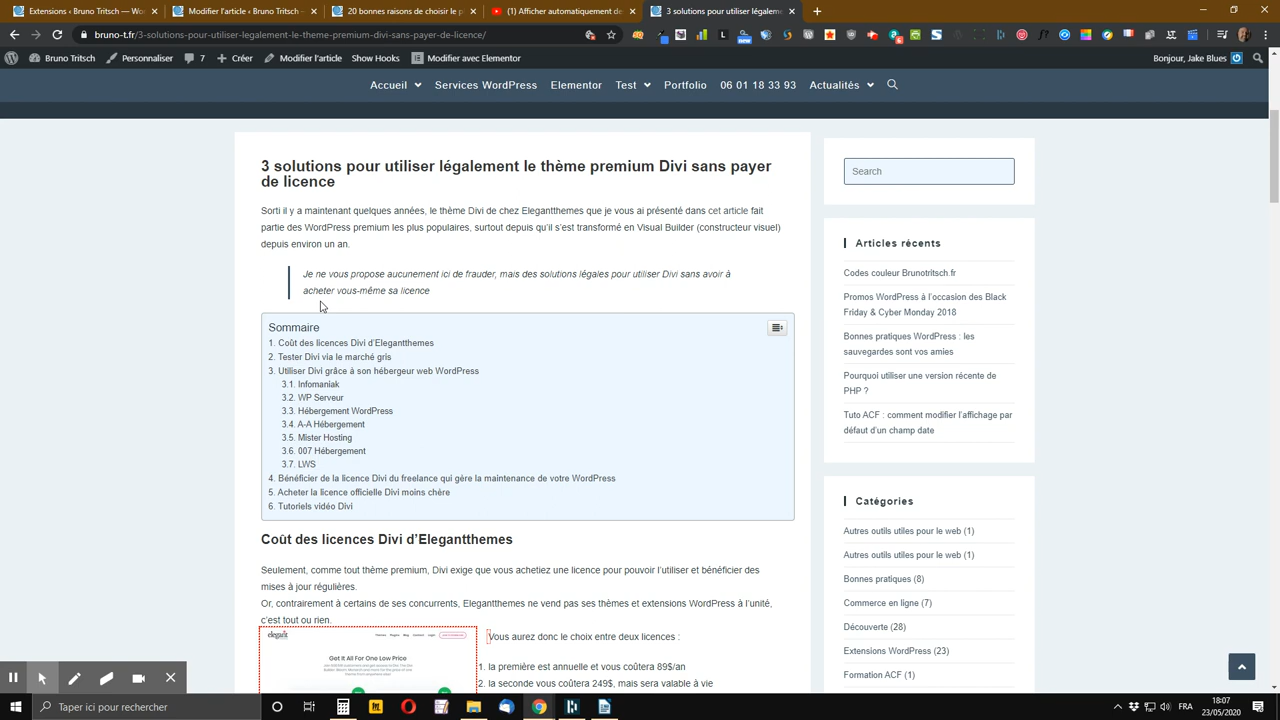 Extensions ‹ Bruno Tritsch — W
Modifier l'article ‹ Bruno Tritsch
20 astuces pour choisir le meill
(1) Afficher une adresse em
3 solutions pour utiliser légalem
bruno-t.fr/3-solutions-pour-utiliser-legalement-le-theme-premium-divi-sans-payer-de-licence/
Bruno Tritsch Personnaliser 7 Créer Modifier l'article Show Hooks Modifier avec Elementor Bonjour, Jake Blues
Accueil Services WordPress Elementor Test Portfolio 06 01 18 33 93 Actualités
3 solutions pour utiliser légalement le thème premium Divi sans payer
de licence
Sorti il y a maintenant quelques années, le thème Divi de chez Elegantthemes que je vous ai présenté dans cet article fait
partie des WordPress premium les plus populaires, surtout depuis qu'il s'est transformé en Visual Builder (constructeur visuel)
depuis environ un an.
Je ne vous propose aucunement ici de frauder, mais des solutions légales pour utiliser Divi sans avoir à
acheter vous-même sa licence
Sommaire
1. Coût des licences Divi d'Elegantthemes
2. Tester Divi via le marché gris
3. Utiliser Divi grâce à son hébergeur web WordPress
3.1. Infomaniak
3.2. WP Serveur
3.3. Hébergement WordPress
3.4. A-A Hébergement
3.5. Mister Hosting
3.6. 007 Hébergement
3.7. LWS
4. Bénéficier de la licence Divi du freelance qui gère la maintenance de votre WordPress
5. Acheter la licence officielle Divi moins chère
6. Tutoriels vidéo Divi
Coût des licences Divi d'Elegantthemes
Seulement, comme tout thème premium, Divi exige que vous achetiez une licence pour pouvoir l'utiliser et bénéficier des
mises à jour régulières.
Or, contrairement à certains de ses concurrents, Elegantthemes ne vend pas ses thèmes et extensions WordPress à l'unité,
c'est tout ou rien.
elegant
Get It All For One Low Price
Vous aurez donc le choix entre deux licences :
1. la première est annuelle et vous coûtera 89$/an
2. la seconde vous coûtera 249$, mais sera valable à vie
Search
Articles récents
Codes couleur Brunotritsch.fr
Promos WordPress à l'occasion des Black
Friday & Cyber Monday 2018
Bonnes pratiques WordPress : les
sauvegardes sont vos amies
Pourquoi utiliser une version récente de
PHP ?
Tuto ACF : comment modifier l'affichage par
défaut d'un champ date
Catégories
Autres outils utiles pour le web (1)
Autres outils utiles pour le web (1)
Bonnes pratiques (8)
Commerce en ligne (7)
Découverte (28)
Extensions WordPress (23)
Formation ACF (1)
Taper ici pour rechercher
FRA
18:07
23/05/2020